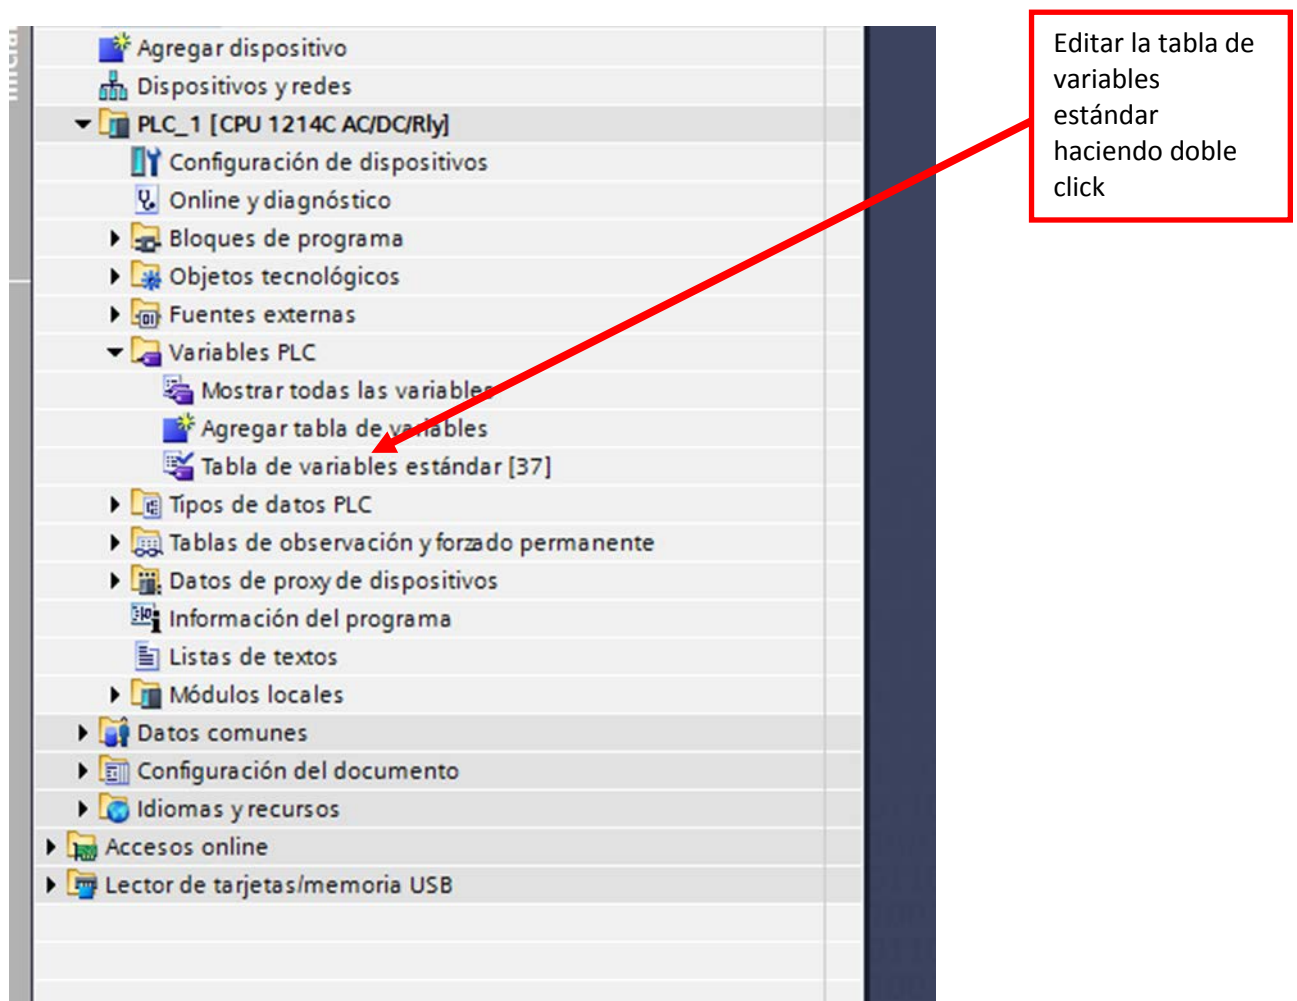 Agregar dispositivo
Dispositivos y redes
PLC_1 [CPU 1214C AC/DC/Rly]
Configuración de dispositivos
Online y diagnóstico
Bloques de programa
Objetos tecnológicos
Fuentes externas
Variables PLC
Mostrar todas las variables
Agregar tabla de variables
Tabla de variables estándar [37]
Tipos de datos PLC
Tablas de observación y forzado permanente
Datos de proxy de dispositivos
Información del programa
Listas de textos
Módulos locales
Datos comunes
Configuración del documento
Idiomas y recursos
Accesos online
Lector de tarjetas/memoria USB
Editar la tabla de
variables
estándar
haciendo doble
click